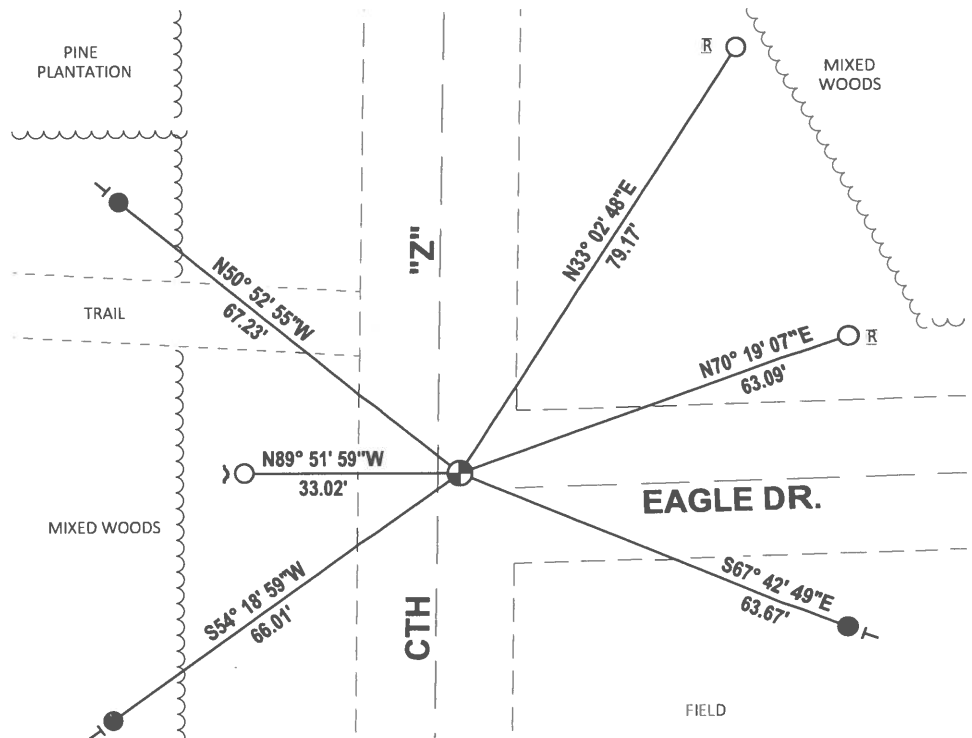 PINE
PLANTATION
R
MIXED
WOODS
N33° 02' 48"E
79.17'
"Z"
N50° 52' 55"W
67.23'
TRAIL
N70° 19' 07"E
63.09'
R
N89° 51' 59"W
33.02'
EAGLE DR.
MIXED WOODS
S54° 18' 59"W
66.01'
S67° 42' 49"E
63.67'
CTH
FIELD
T
T
T